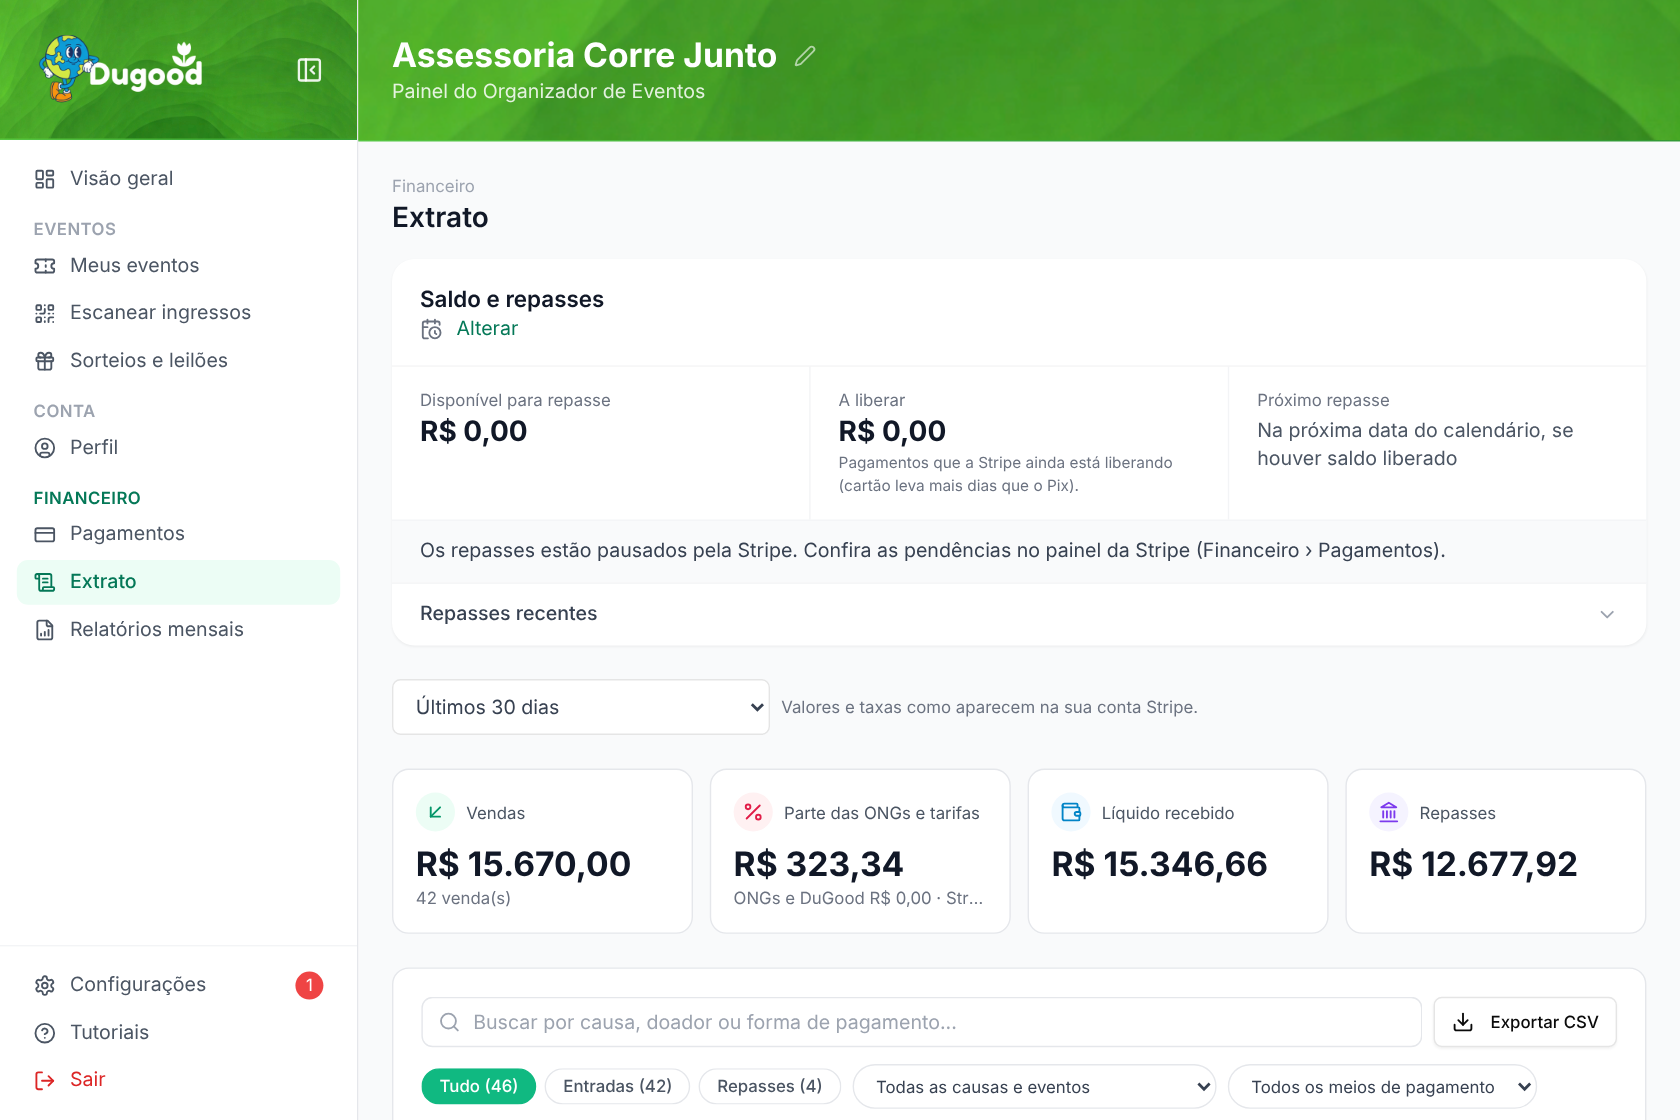 Dugood
Assessoria Corre Junto
Painel do Organizador de Eventos
Visão geral
EVENTOS
Meus eventos
Escanear ingressos
Sorteios e leilões
CONTA
Perfil
FINANCEIRO
Pagamentos
Extrato
Relatórios mensais
Configurações
1
Tutoriais
Sair
Financeiro
Extrato
Saldo e repasses
Alterar
Disponível para repasse
R$ 0,00
A liberar
R$ 0,00
Pagamentos que a Stripe ainda está liberando
(cartão leva mais dias que o Pix).
Próximo repasse
Na próxima data do calendário, se
houver saldo liberado
Os repasses estão pausados pela Stripe. Confira as pendências no painel da Stripe (Financeiro › Pagamentos).
Repasses recentes
Últimos 30 dias
Valores e taxas como aparecem na sua conta Stripe.
Vendas
R$ 15.670,00
42 venda(s)
Parte das ONGs e tarifas
R$ 323,34
ONGs e DuGood R$ 0,00 · Str...
Líquido recebido
R$ 15.346,66
Repasses
R$ 12.677,92
Buscar por causa, doador ou forma de pagamento...
Exportar CSV
Tudo (46)
Entradas (42)
Repasses (4)
Todas as causas e eventos
Todos os meios de pagamento